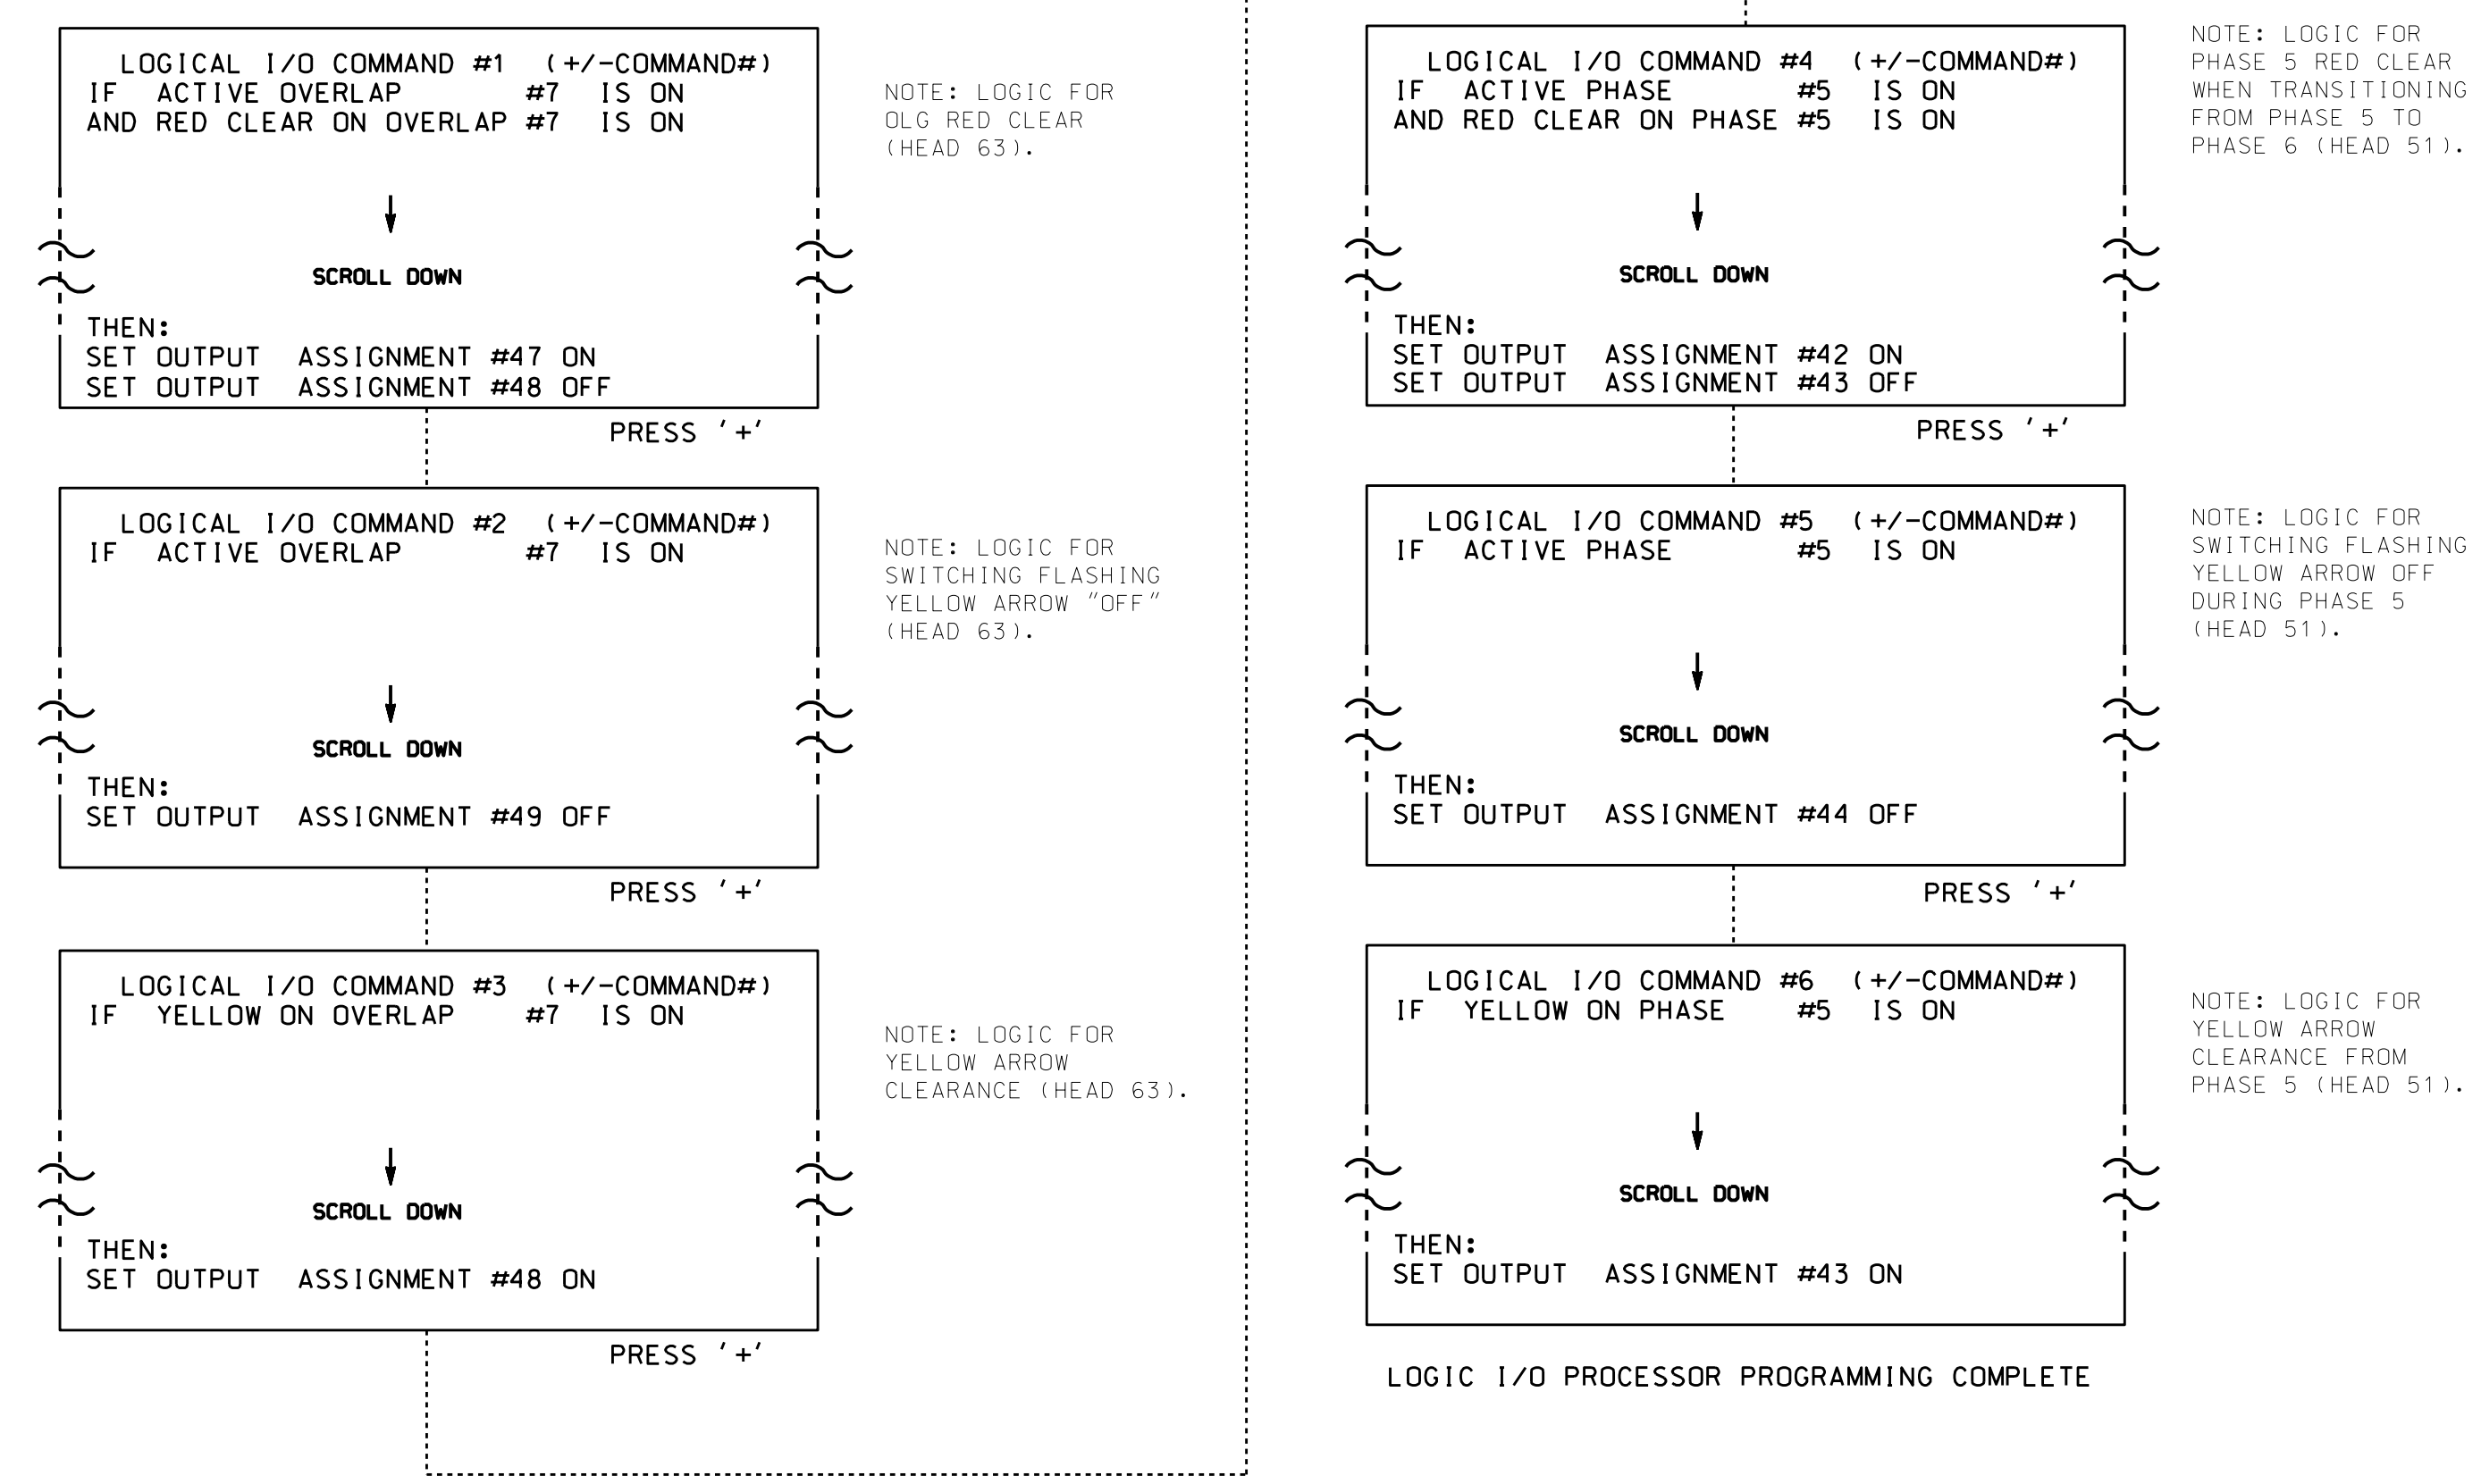 LOGICAL I/O COMMAND #1 (+/-COMMAND#)
IF ACTIVE OVERLAP #7 IS ON
AND RED CLEAR ON OVERLAP #7 IS ON
SCROLL DOWN
THEN:
SET OUTPUT ASSIGNMENT #47 ON
SET OUTPUT ASSIGNMENT #48 OFF
PRESS '+'
NOTE: LOGIC FOR
OLG RED CLEAR
(HEAD 63).
LOGICAL I/O COMMAND #2 (+/-COMMAND#)
IF ACTIVE OVERLAP #7 IS ON
SCROLL DOWN
THEN:
SET OUTPUT ASSIGNMENT #49 OFF
PRESS '+'
NOTE: LOGIC FOR
SWITCHING FLASHING
YELLOW ARROW "OFF"
(HEAD 63).
LOGICAL I/O COMMAND #3 (+/-COMMAND#)
IF YELLOW ON OVERLAP #7 IS ON
SCROLL DOWN
THEN:
SET OUTPUT ASSIGNMENT #48 ON
PRESS '+'
NOTE: LOGIC FOR
YELLOW ARROW
CLEARANCE (HEAD 63).
LOGICAL I/O COMMAND #4 (+/-COMMAND#)
IF ACTIVE PHASE #5 IS ON
AND RED CLEAR ON PHASE #5 IS ON
SCROLL DOWN
THEN:
SET OUTPUT ASSIGNMENT #42 ON
SET OUTPUT ASSIGNMENT #43 OFF
PRESS '+'
NOTE: LOGIC FOR
PHASE 5 RED CLEAR
WHEN TRANSITIONING
FROM PHASE 5 TO
PHASE 6 (HEAD 51).
LOGICAL I/O COMMAND #5 (+/-COMMAND#)
IF ACTIVE PHASE #5 IS ON
SCROLL DOWN
THEN:
SET OUTPUT ASSIGNMENT #44 OFF
PRESS '+'
NOTE: LOGIC FOR
SWITCHING FLASHING
YELLOW ARROW OFF
DURING PHASE 5
(HEAD 51).
LOGICAL I/O COMMAND #6 (+/-COMMAND#)
IF YELLOW ON PHASE #5 IS ON
SCROLL DOWN
THEN:
SET OUTPUT ASSIGNMENT #43 ON
NOTE: LOGIC FOR
YELLOW ARROW
CLEARANCE FROM
PHASE 5 (HEAD 51).
LOGIC I/O PROCESSOR PROGRAMMING COMPLETE